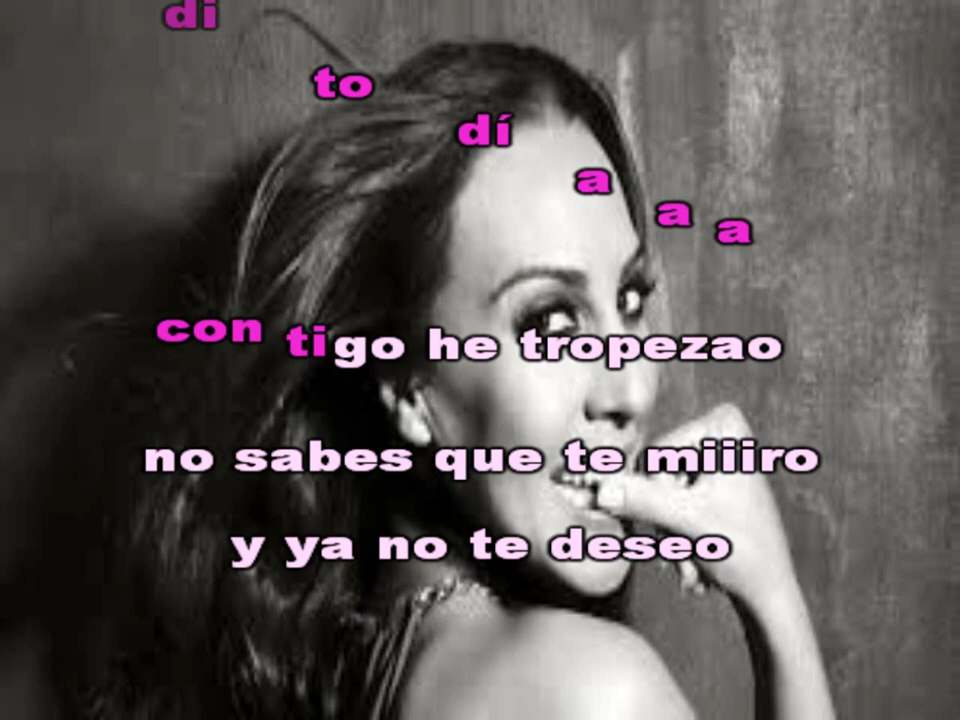 di to dí a a a
con tigo he tropezao
no sabes que te miiiro
y ya no te deseo